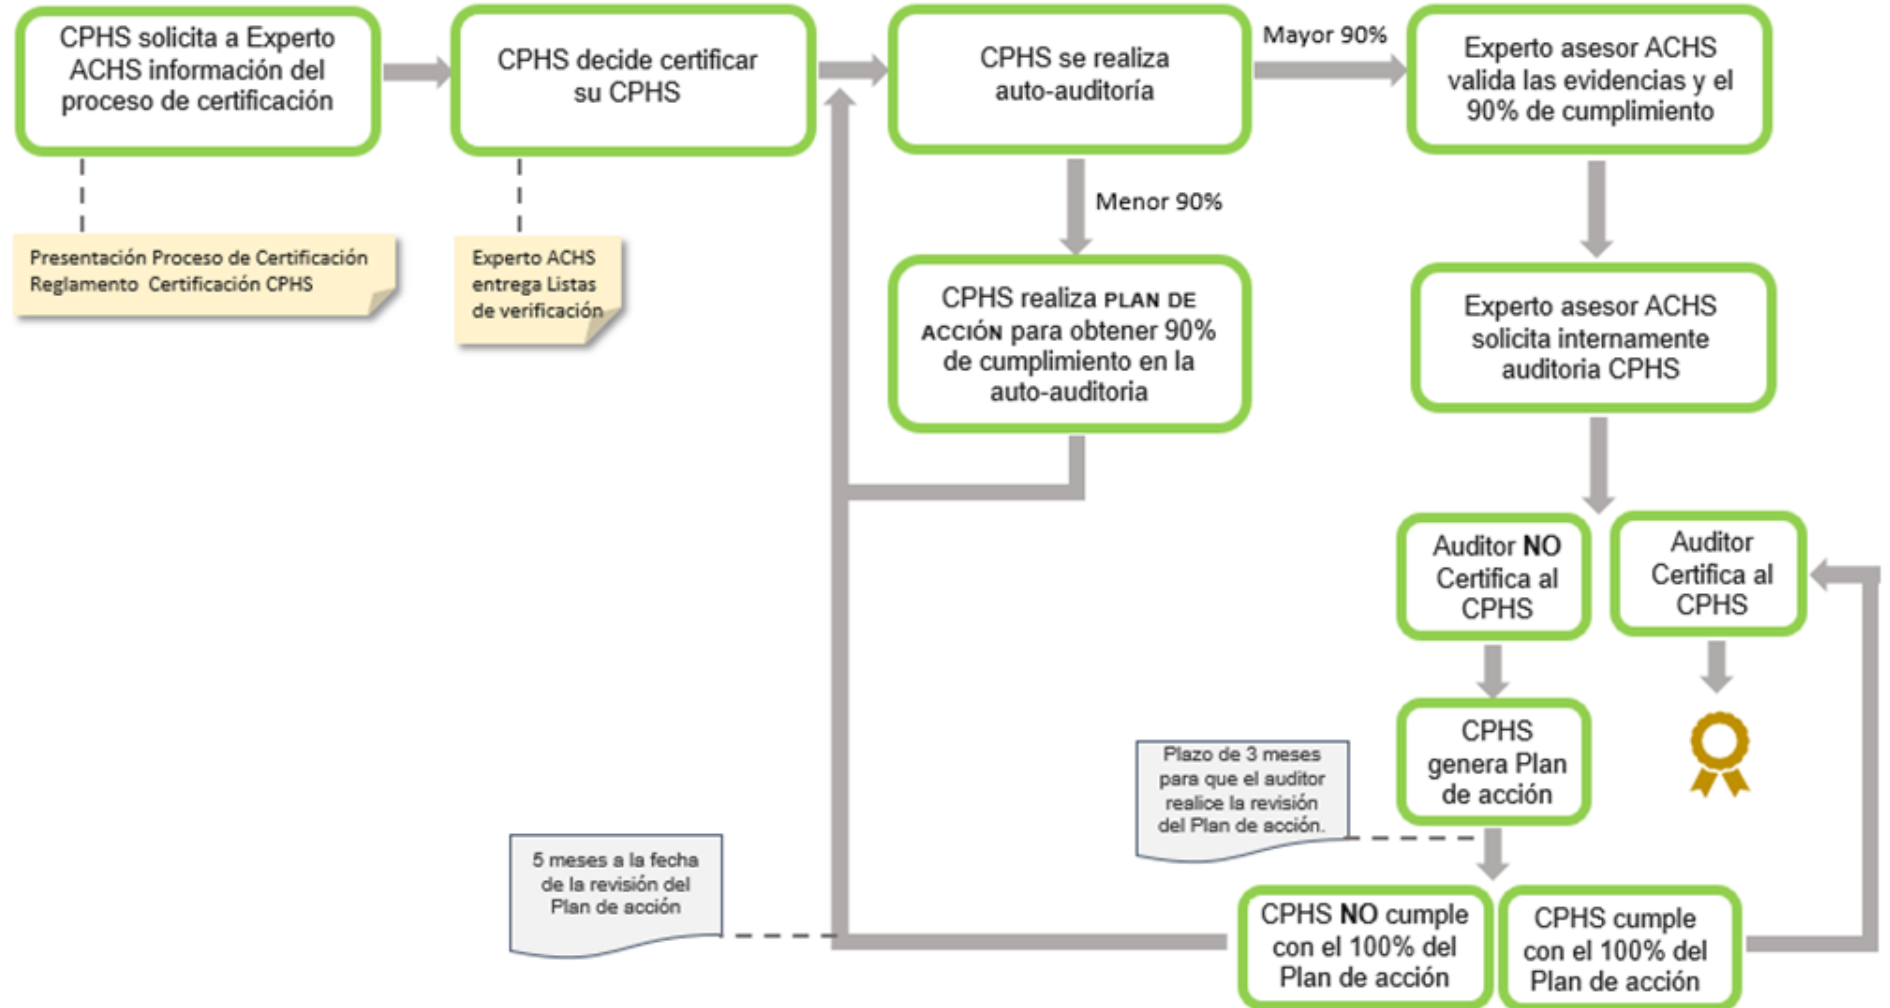 CPHS solicita a Experto
ACHS información del
proceso de certificación
CPHS decide certificar
su CPHS
CPHS se realiza
auto-auditoría
Mayor 90%
Experto asesor ACHS
valida las evidencias y el
90% de cumplimiento
Menor 90%
Presentación Proceso de Certificación
Reglamento Certificación CPHS
Experto ACHS
entrega Listas
de verificación
CPHS realiza PLAN DE
ACCIÓN para obtener 90%
de cumplimiento en la
auto-auditoria
Experto asesor ACHS
solicita internamente
auditoria CPHS
Auditor NO
Certifica al
CPHS
Auditor
Certifica al
CPHS
CPHS
genera Plan
de acción
Plazo de 3 meses
para que el auditor
realice la revisión
del Plan de acción.
5 meses a la fecha
de la revisión del
Plan de acción
CPHS NO cumple
con el 100% del
Plan de acción
CPHS cumple
con el 100% del
Plan de acción